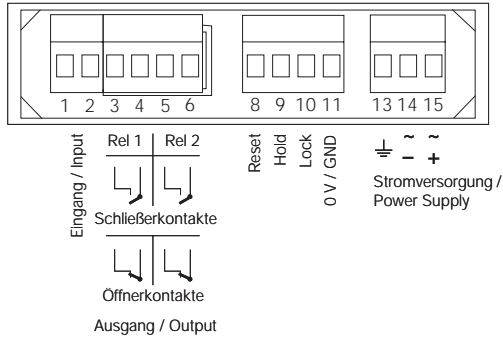 1 2 3 4 5 6 8 9 10 11 13 14 15
Eingang / Input
Rel 1 Rel 2
Schließerkontakte
Öffnerkontakte
Ausgang / Output
Reset
Hold
Lock
0 V / GND
~ ~
− +
Stromversorgung /
Power Supply